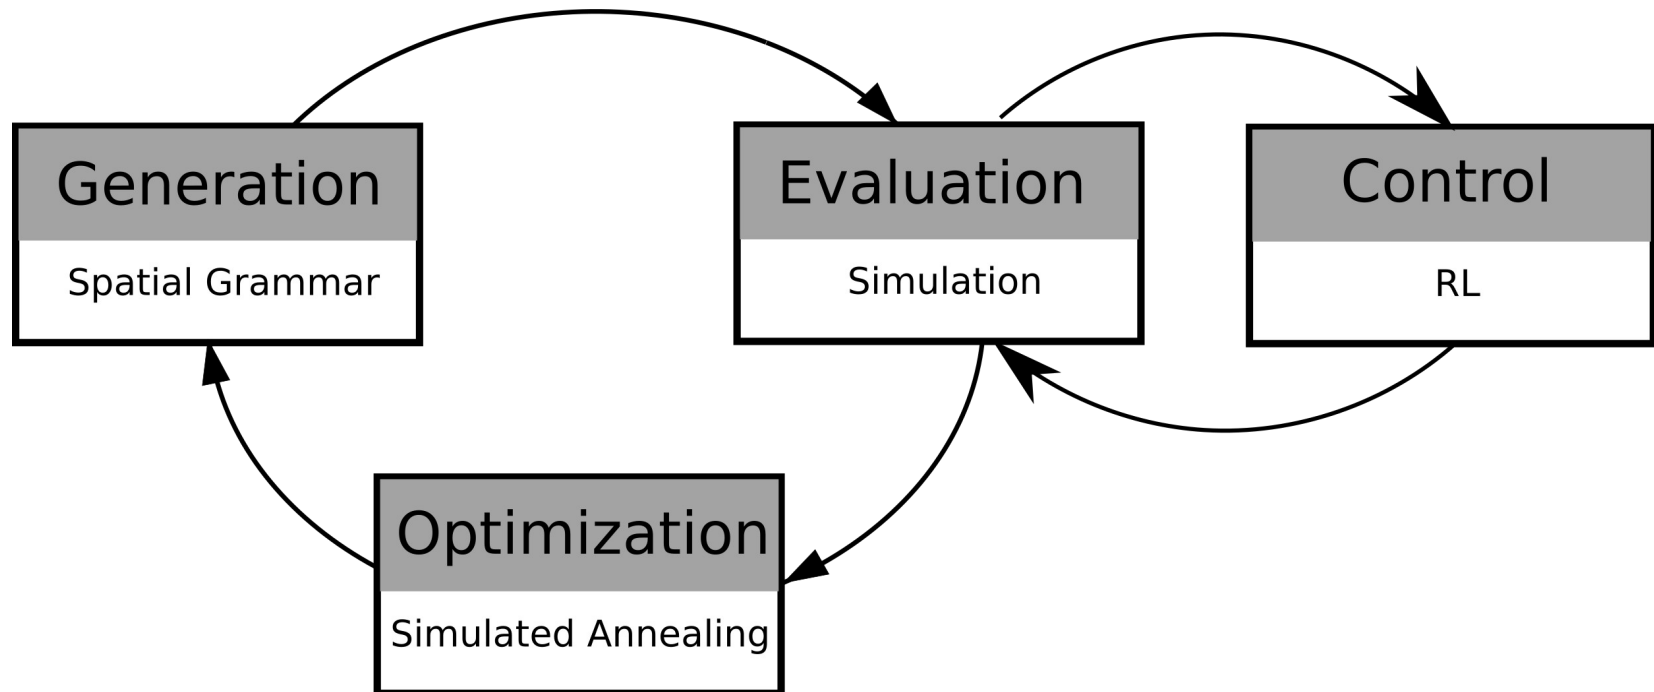 Generation
Spatial Grammar
Evaluation
Simulation
Control
RL
Optimization
Simulated Annealing